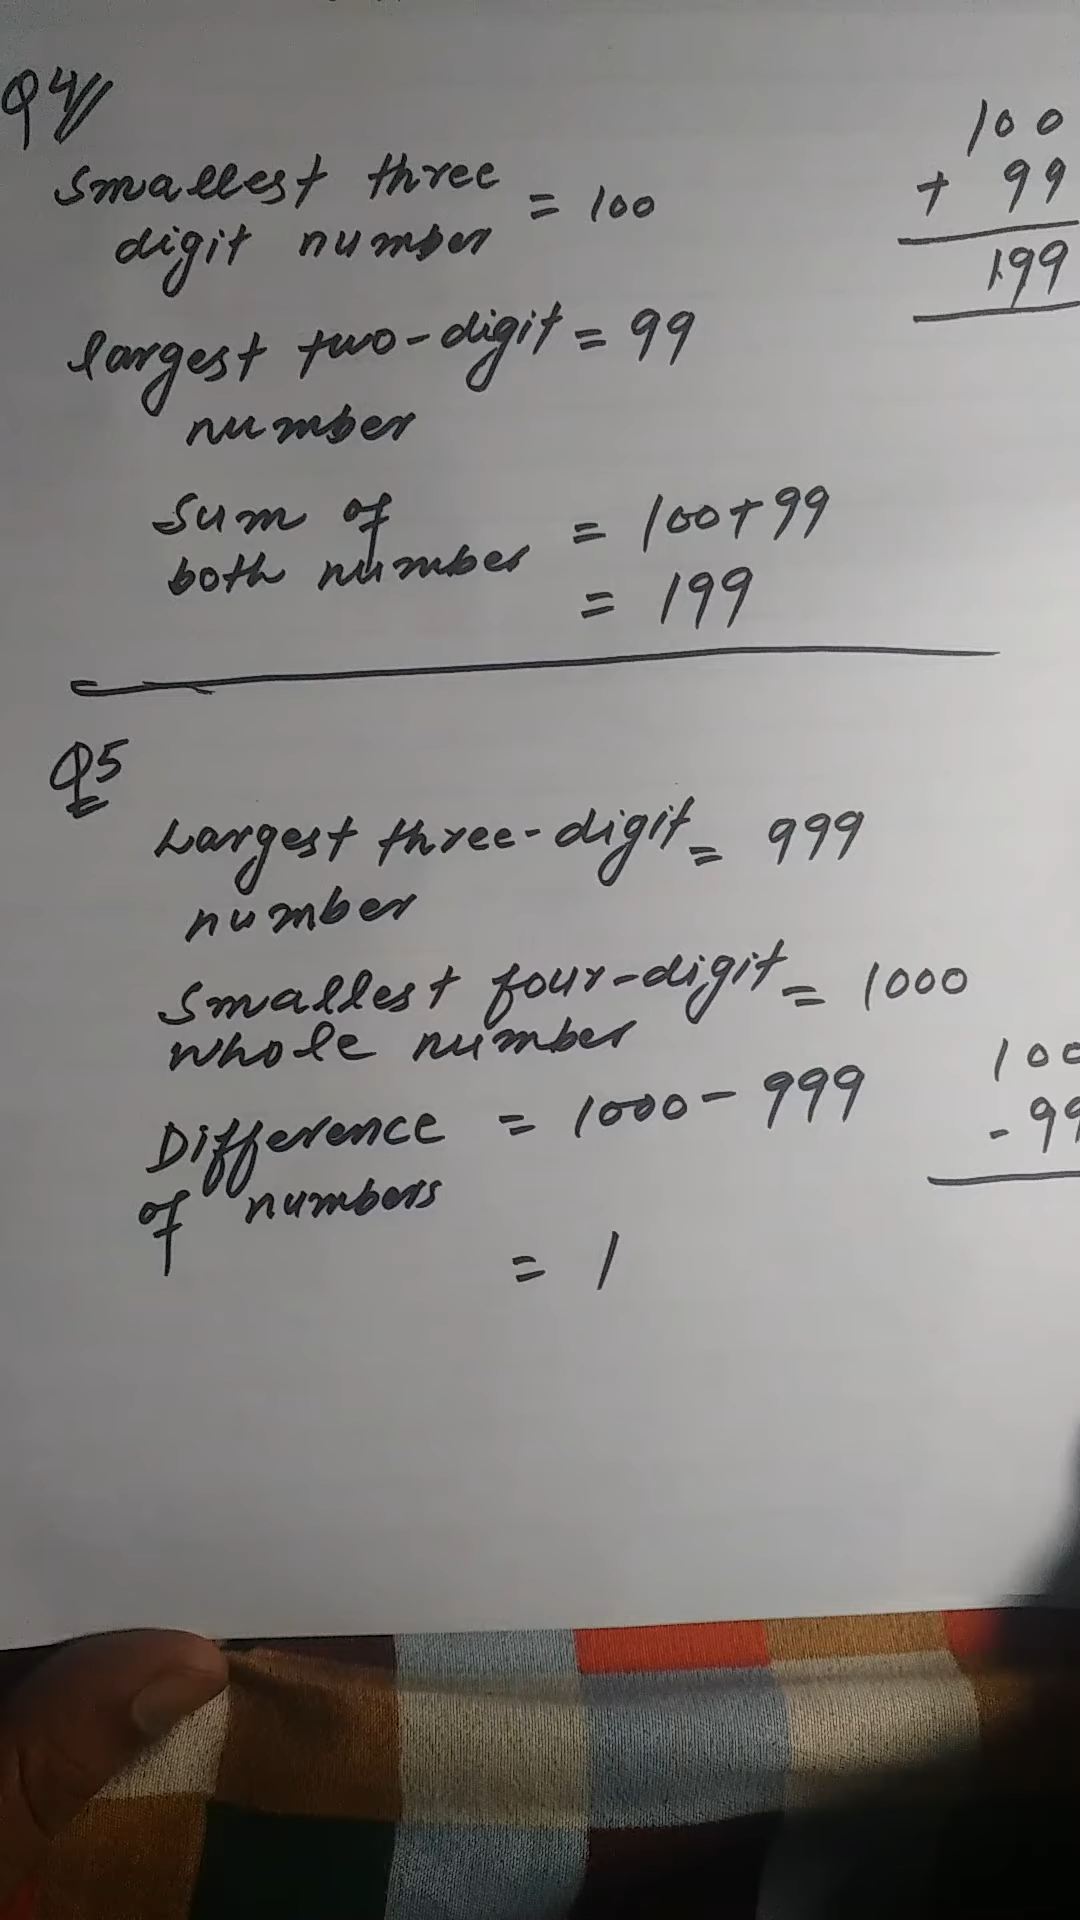 Q4
Smallest three
digit number = 100
100
+ 99
199
largest two-digit = 99
number
Sum of
both number = 100+99
= 199
Q5
Largest three-digit = 999
number
Smallest four-digit = 1000
whole number
Difference = 1000 - 999
of numbers
100
- 99
= 1